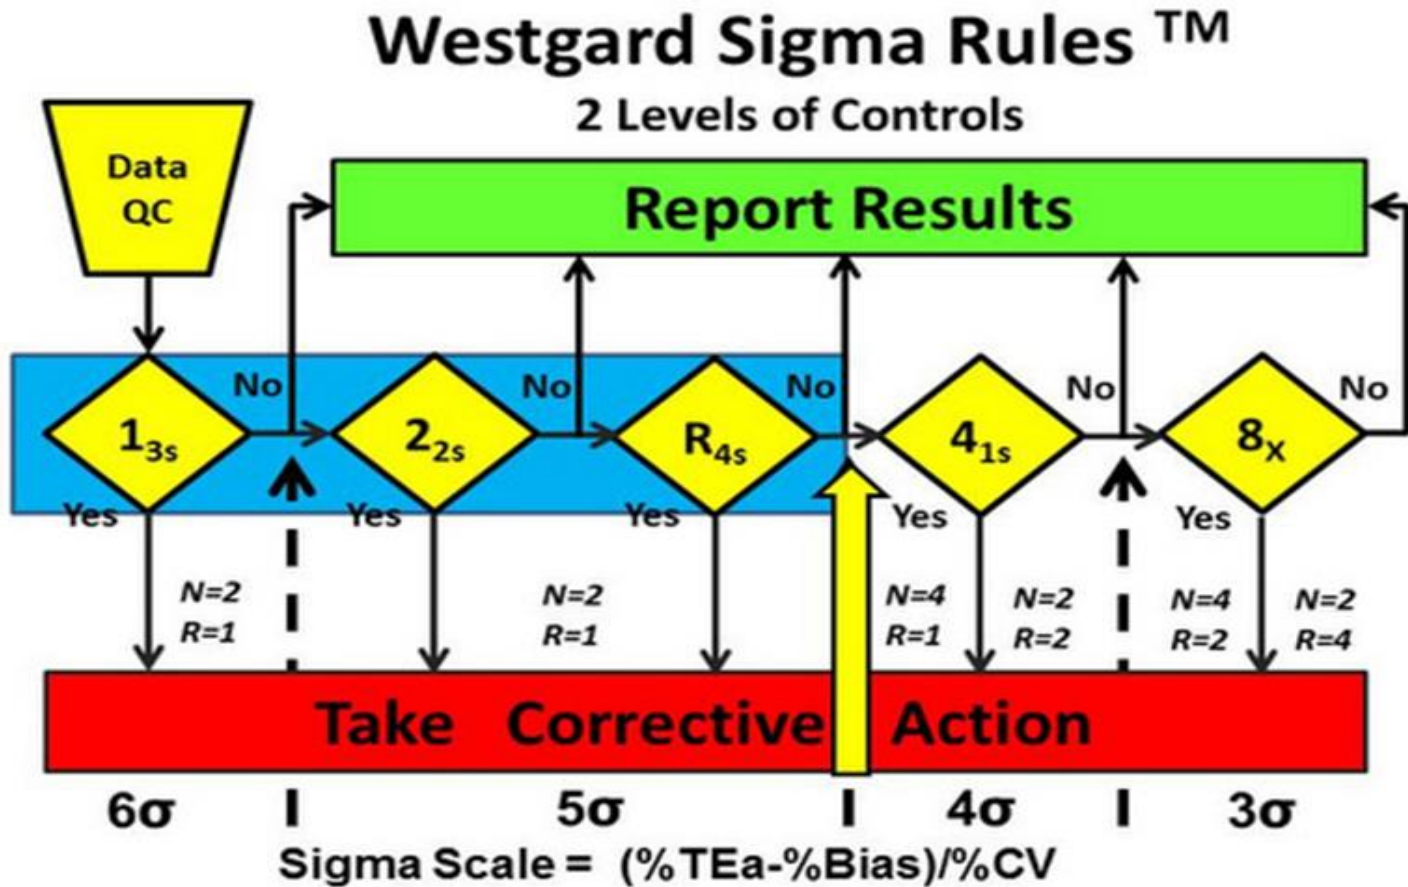 Westgard Sigma Rules TM
2 Levels of Controls
Data
QC
Report Results
No
No
No
No
No
13s
22s
R4s
41s
8x
Yes
Yes
Yes
Yes
Yes
N=2
R=1
N=2
R=1
N=4
R=1
N=2
R=2
N=4
R=2
N=2
R=4
Take Corrective Action
6σ I 5σ I 4σ I 3σ
Sigma Scale = (%TEa-%Bias)/%CV